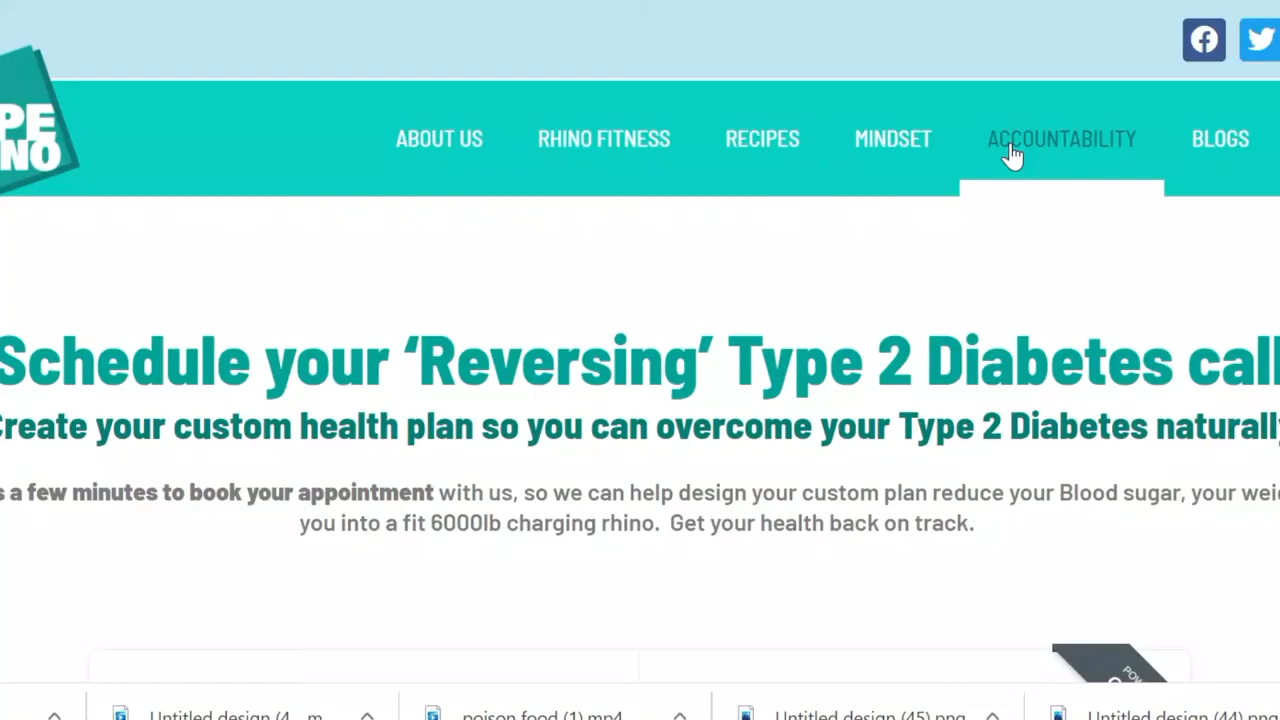 PE
NO
ABOUT US RHINO FITNESS RECIPES MINDSET ACCOUNTABILITY BLOGS
Schedule your ‘Reversing’ Type 2 Diabetes call
Create your custom health plan so you can overcome your Type 2 Diabetes naturally
s a few minutes to book your appointment with us, so we can help design your custom plan reduce your Blood sugar, your wei
you into a fit 6000lb charging rhino. Get your health back on track.
POW
Untitled design (4....m... poison food (1).mp4 Untitled design (45).png Untitled design (44).png